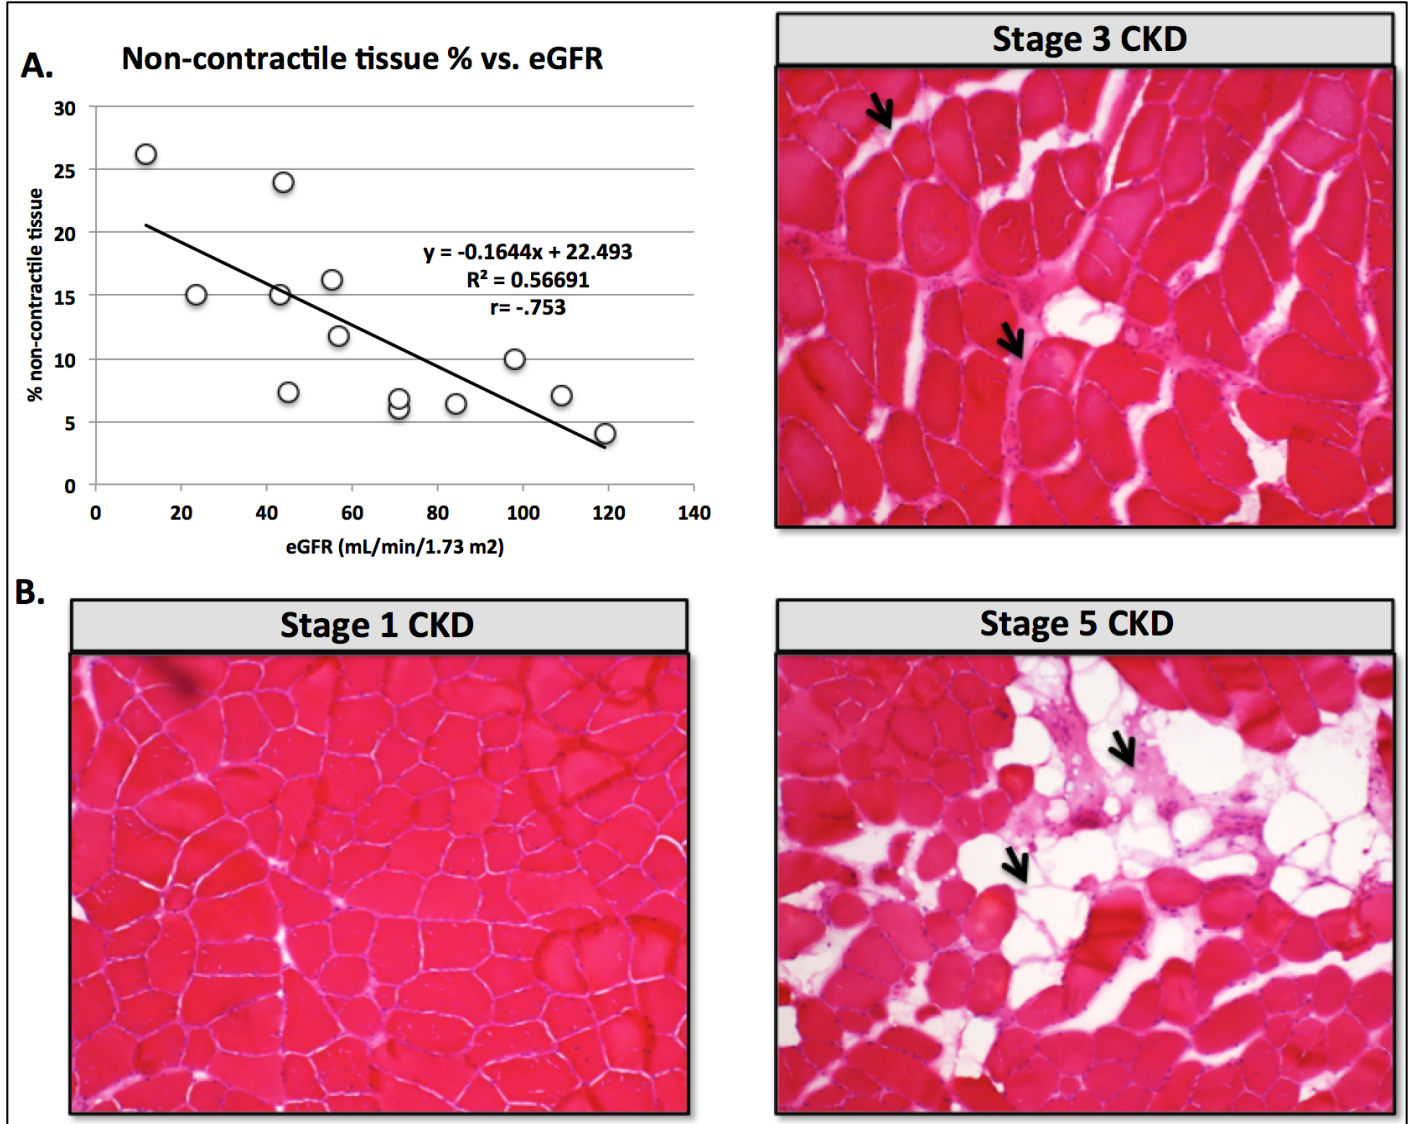 A.
Non-contractile tissue % vs. eGFR
30
25
20
15
10
5
0
% non-contractile tissue
y = -0.1644x + 22.493
R² = 0.56691
r= -.753
0 20 40 60 80 100 120 140
eGFR (mL/min/1.73 m2)
Stage 3 CKD
B.
Stage 1 CKD
Stage 5 CKD